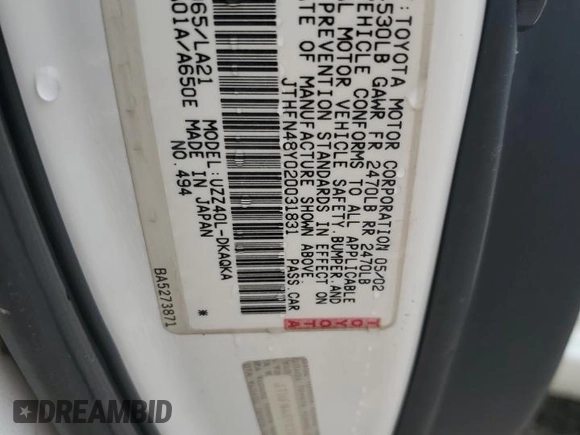 : TOYOTA MOTOR CORPORATION 05/02
530LB GAWR FR 2470LB RR 2470LB
VEHICLE CONFORMS TO ALL APPLICABLE
MOTOR VEHICLE SAFETY, BUMPER, AND
PREVENTION STANDARDS IN EFFECT ON
ATE OF MANUFACTURE SHOWN ABOVE.
JTHFN48Y020031831 PASS.CAR
TOYOTA
065/LA21
A01A/A650E
MODEL:UZZ40L-DKAQKA
MADE IN JAPAN
NO.494
*
BA5273871
DREAMBID